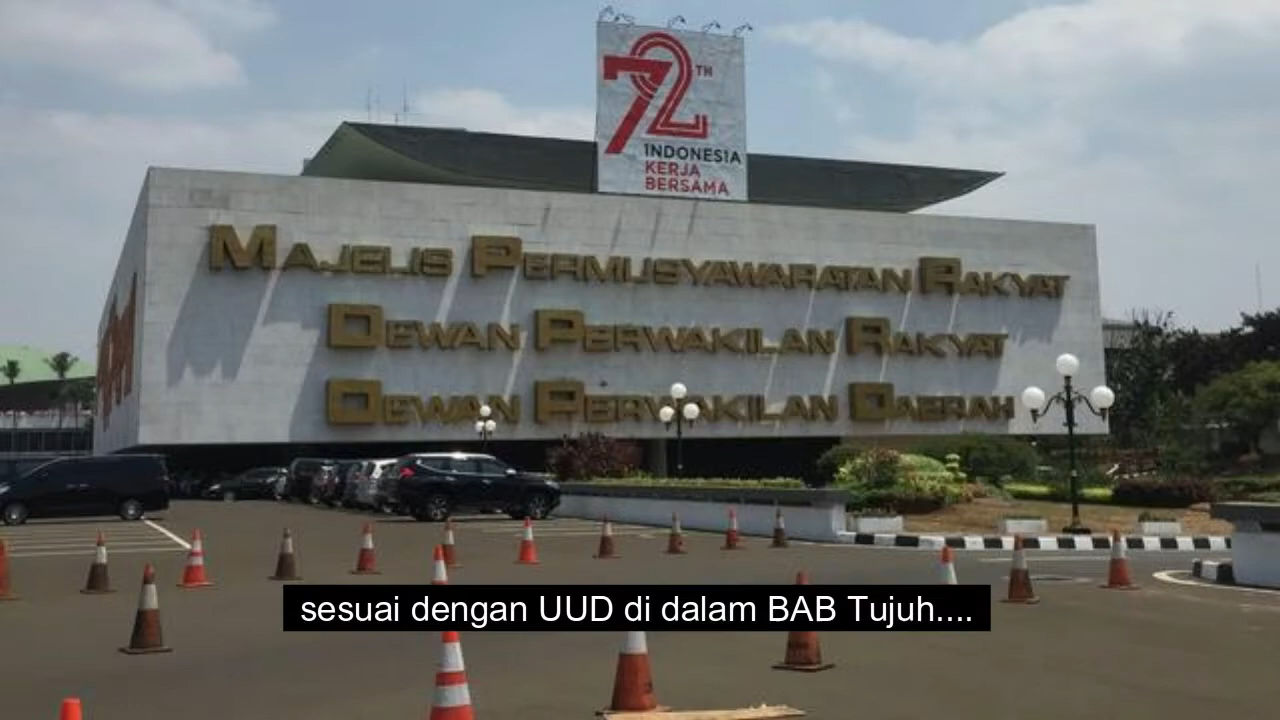 72TH
INDONESIA
KERJA
BERSAMA
MAJELIS PERMUSYAWARATAN RAKYAT
DEWAN PERWAKILAN RAKYAT
DEWAN PERWAKILAN DAERAH
sesuai dengan UUD di dalam BAB Tujuh....